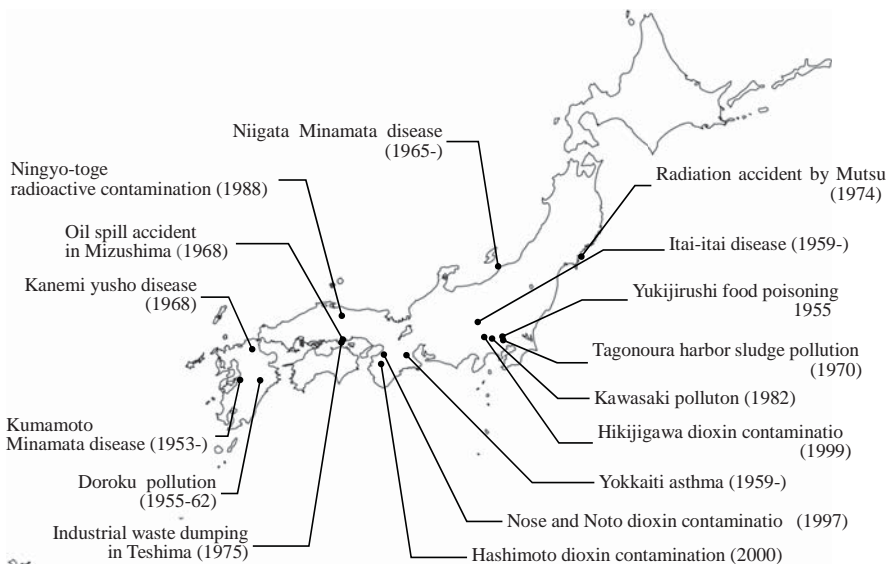 Niigata Minamata disease
(1965-)
Ningyo-toge
radioactive contamination (1988)
Radiation accident by Mutsu
(1974)
Oil spill accident
in Mizushima (1968)
Itai-itai disease (1959-)
Kanemi yusho disease
(1968)
Yukijirushi food poisoning
1955
Tagonoura harbor sludge pollution
(1970)
Kawasaki polluton (1982)
Kumamoto
Minamata disease (1953-)
Hikijigawa dioxin contaminatio
(1999)
Doroku pollution
(1955-62)
Yokkaiti asthma (1959-)
Industrial waste dumping
in Teshima (1975)
Nose and Noto dioxin contaminatio (1997)
Hashimoto dioxin contamination (2000)